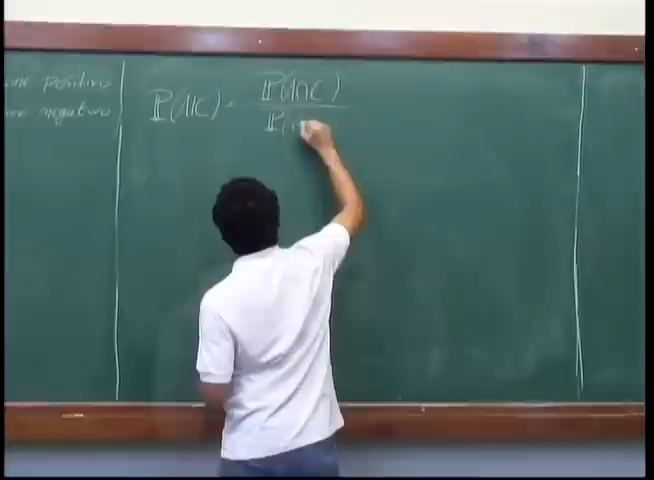 positivo
negativo
P(A|C) = P(A∩C)
P(